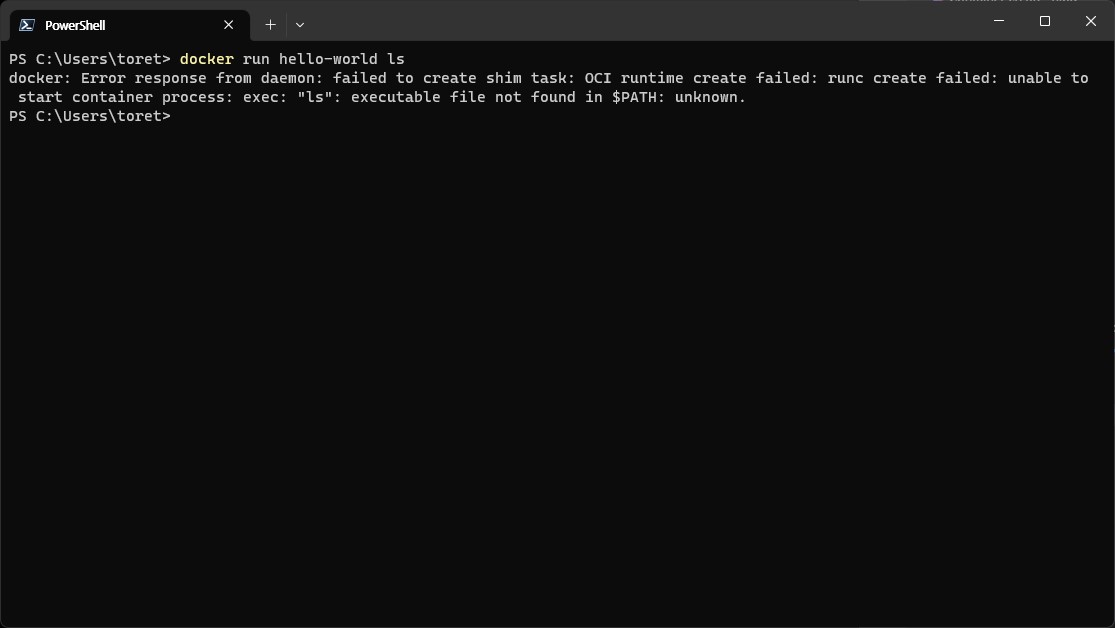 PowerShell
PS C:\Users\toret> docker run hello-world ls
docker: Error response from daemon: failed to create shim task: OCI runtime create failed: runc create failed: unable to
 start container process: exec: "ls": executable file not found in $PATH: unknown.
PS C:\Users\toret>